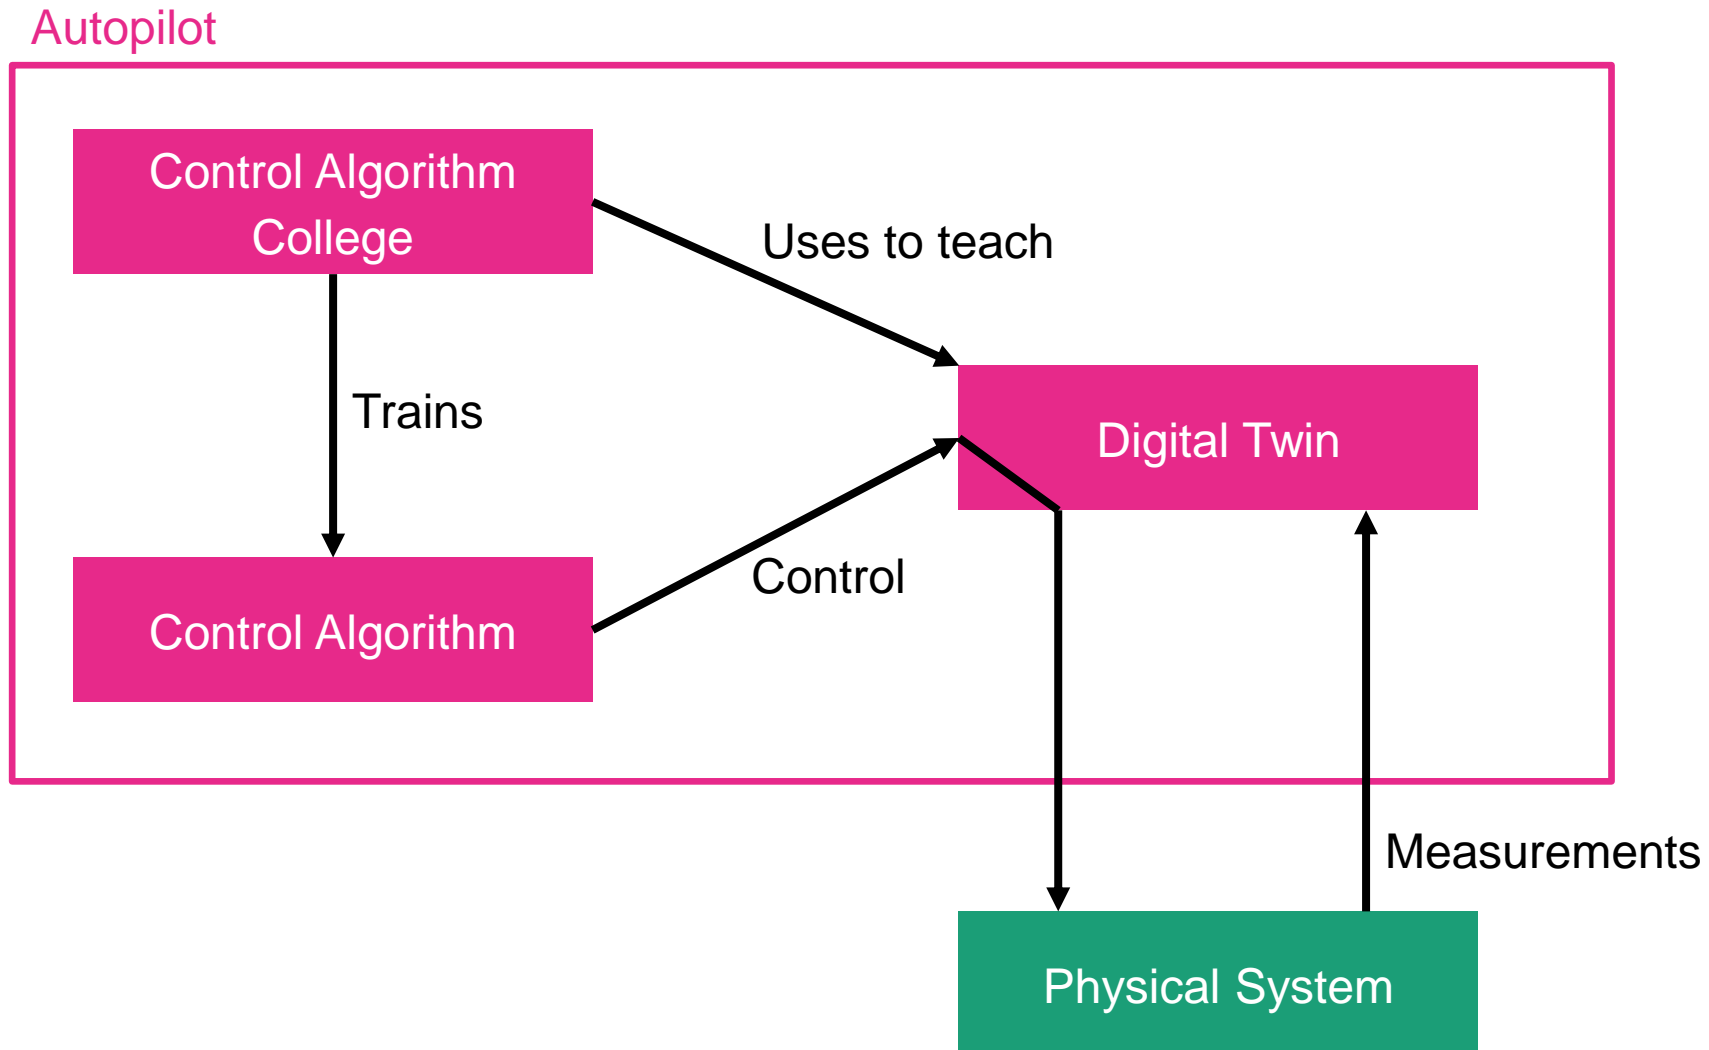 Autopilot
Control Algorithm
College
Uses to teach
Trains
Digital Twin
Control
Control Algorithm
Measurements
Physical System